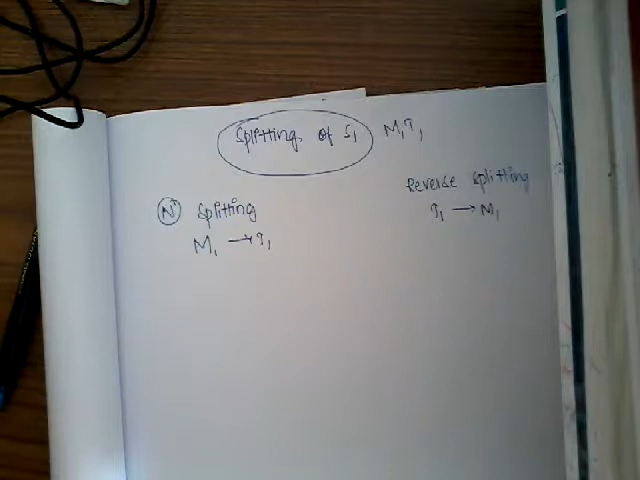 Splitting of S₁ M₁T₁
Reverse Splitting
T₁ → M₁
N Splitting
M₁ → T₁